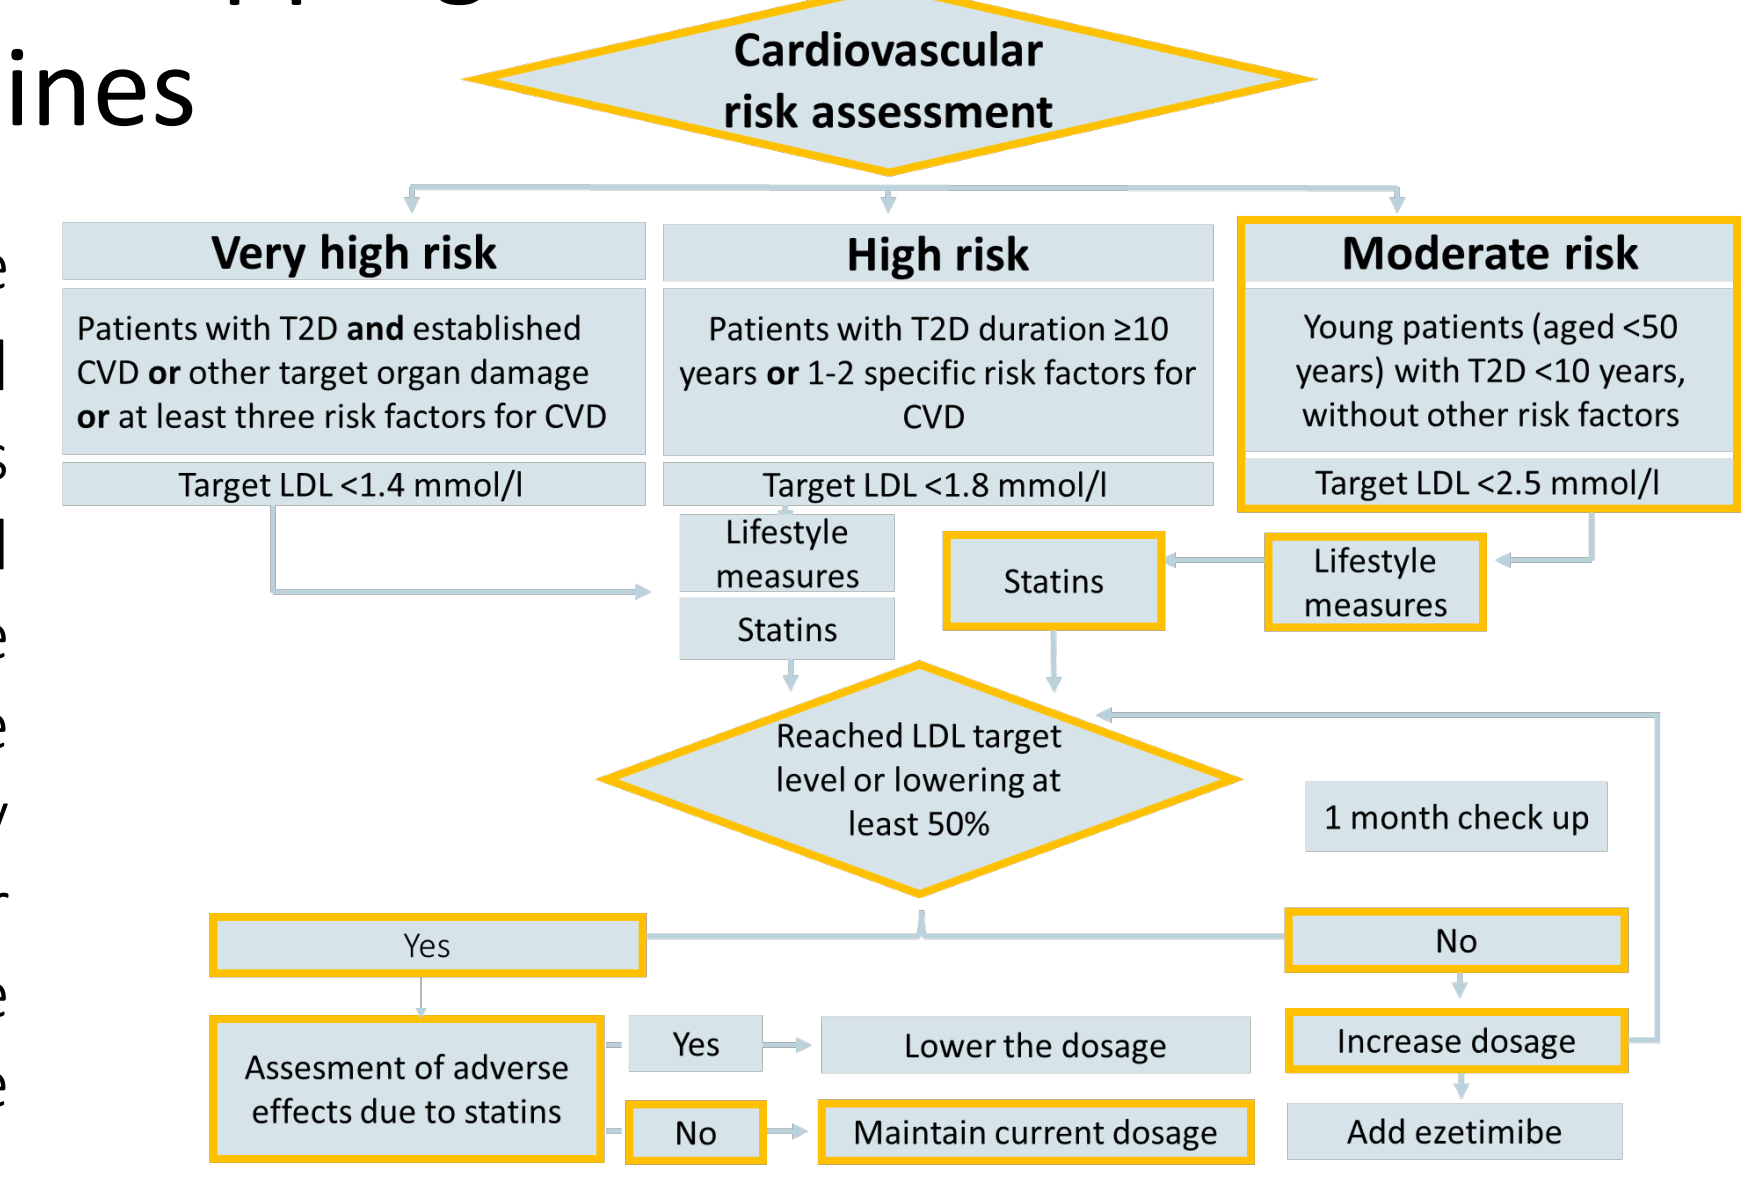 ines
Cardiovascular
risk assessment
Very high risk
Patients with T2D and established
CVD or other target organ damage
or at least three risk factors for CVD
Target LDL <1.4 mmol/l
High risk
Patients with T2D duration ≥10
years or 1-2 specific risk factors for
CVD
Target LDL <1.8 mmol/l
Moderate risk
Young patients (aged <50
years) with T2D <10 years,
without other risk factors
Target LDL <2.5 mmol/l
Lifestyle
measures
Statins
Statins
Lifestyle
measures
Reached LDL target
level or lowering at
least 50%
1 month check up
Yes
No
Assesment of adverse
effects due to statins
Yes
Lower the dosage
No
Maintain current dosage
Increase dosage
Add ezetimibe